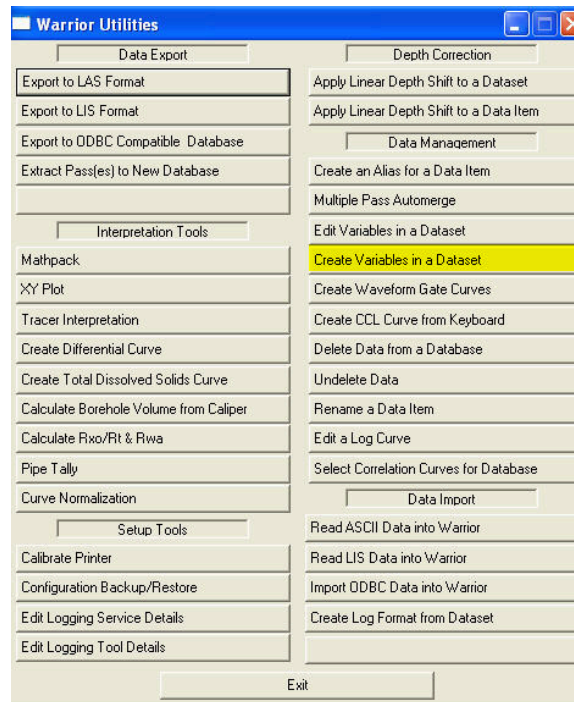 Warrior Utilities
Data Export
Export to LAS Format
Export to LIS Format
Export to ODBC Compatible Database
Extract Pass(es) to New Database
Interpretation Tools
Mathpack
XY Plot
Tracer Interpretation
Create Differential Curve
Create Total Dissolved Solids Curve
Calculate Borehole Volume from Caliper
Calculate Rxo/Rt & Rwa
Pipe Tally
Curve Normalization
Setup Tools
Calibrate Printer
Configuration Backup/Restore
Edit Logging Service Details
Edit Logging Tool Details
Depth Correction
Apply Linear Depth Shift to a Dataset
Apply Linear Depth Shift to a Data Item
Data Management
Create an Alias for a Data Item
Multiple Pass Automerge
Edit Variables in a Dataset
Create Variables in a Dataset
Create Waveform Gate Curves
Create CCL Curve from Keyboard
Delete Data from a Database
Undelete Data
Rename a Data Item
Edit a Log Curve
Select Correlation Curves for Database
Data Import
Read ASCII Data into Warrior
Read LIS Data into Warrior
Import ODBC Data into Warrior
Create Log Format from Dataset
Exit